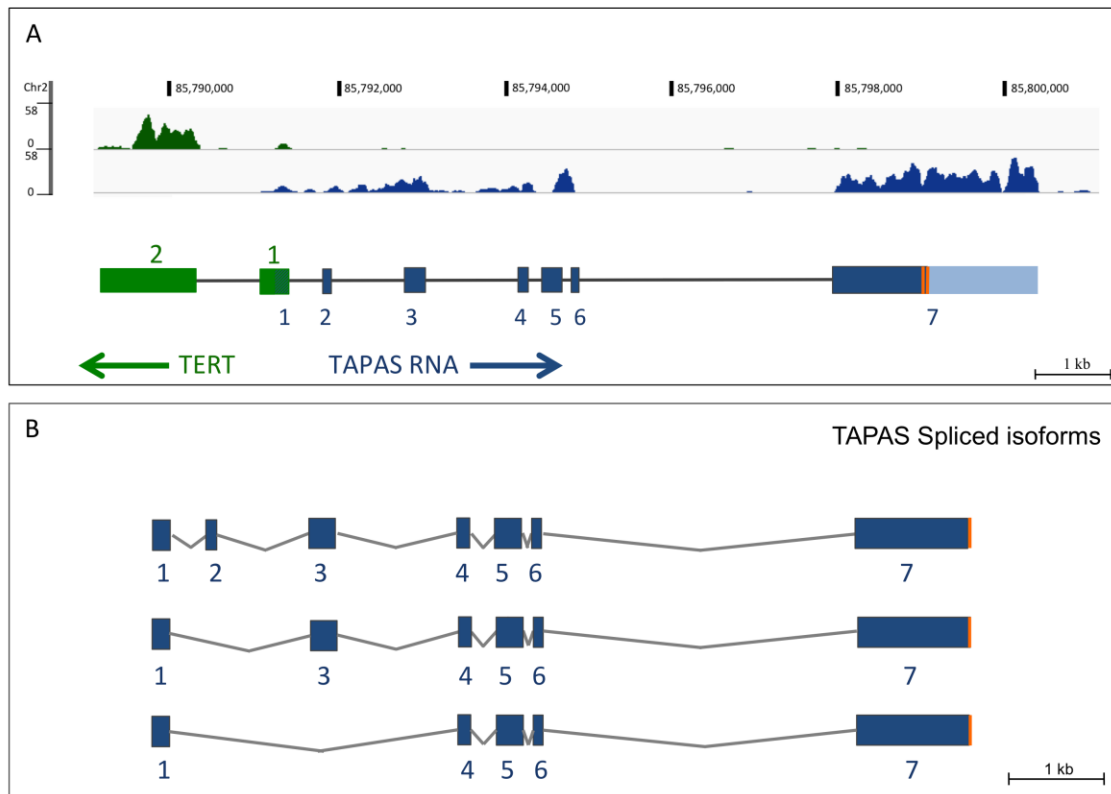 A
Chr2
85,790,000 85,792,000 85,794,000 85,796,000 85,798,000 85,800,000
58
0
58
0
2 1
1 2 3 4 5 6 7
TERT TAPAS RNA
1 kb
B
TAPAS Spliced isoforms
1 2 3 4 5 6 7
1 3 4 5 6 7
1 4 5 6 7
1 kb